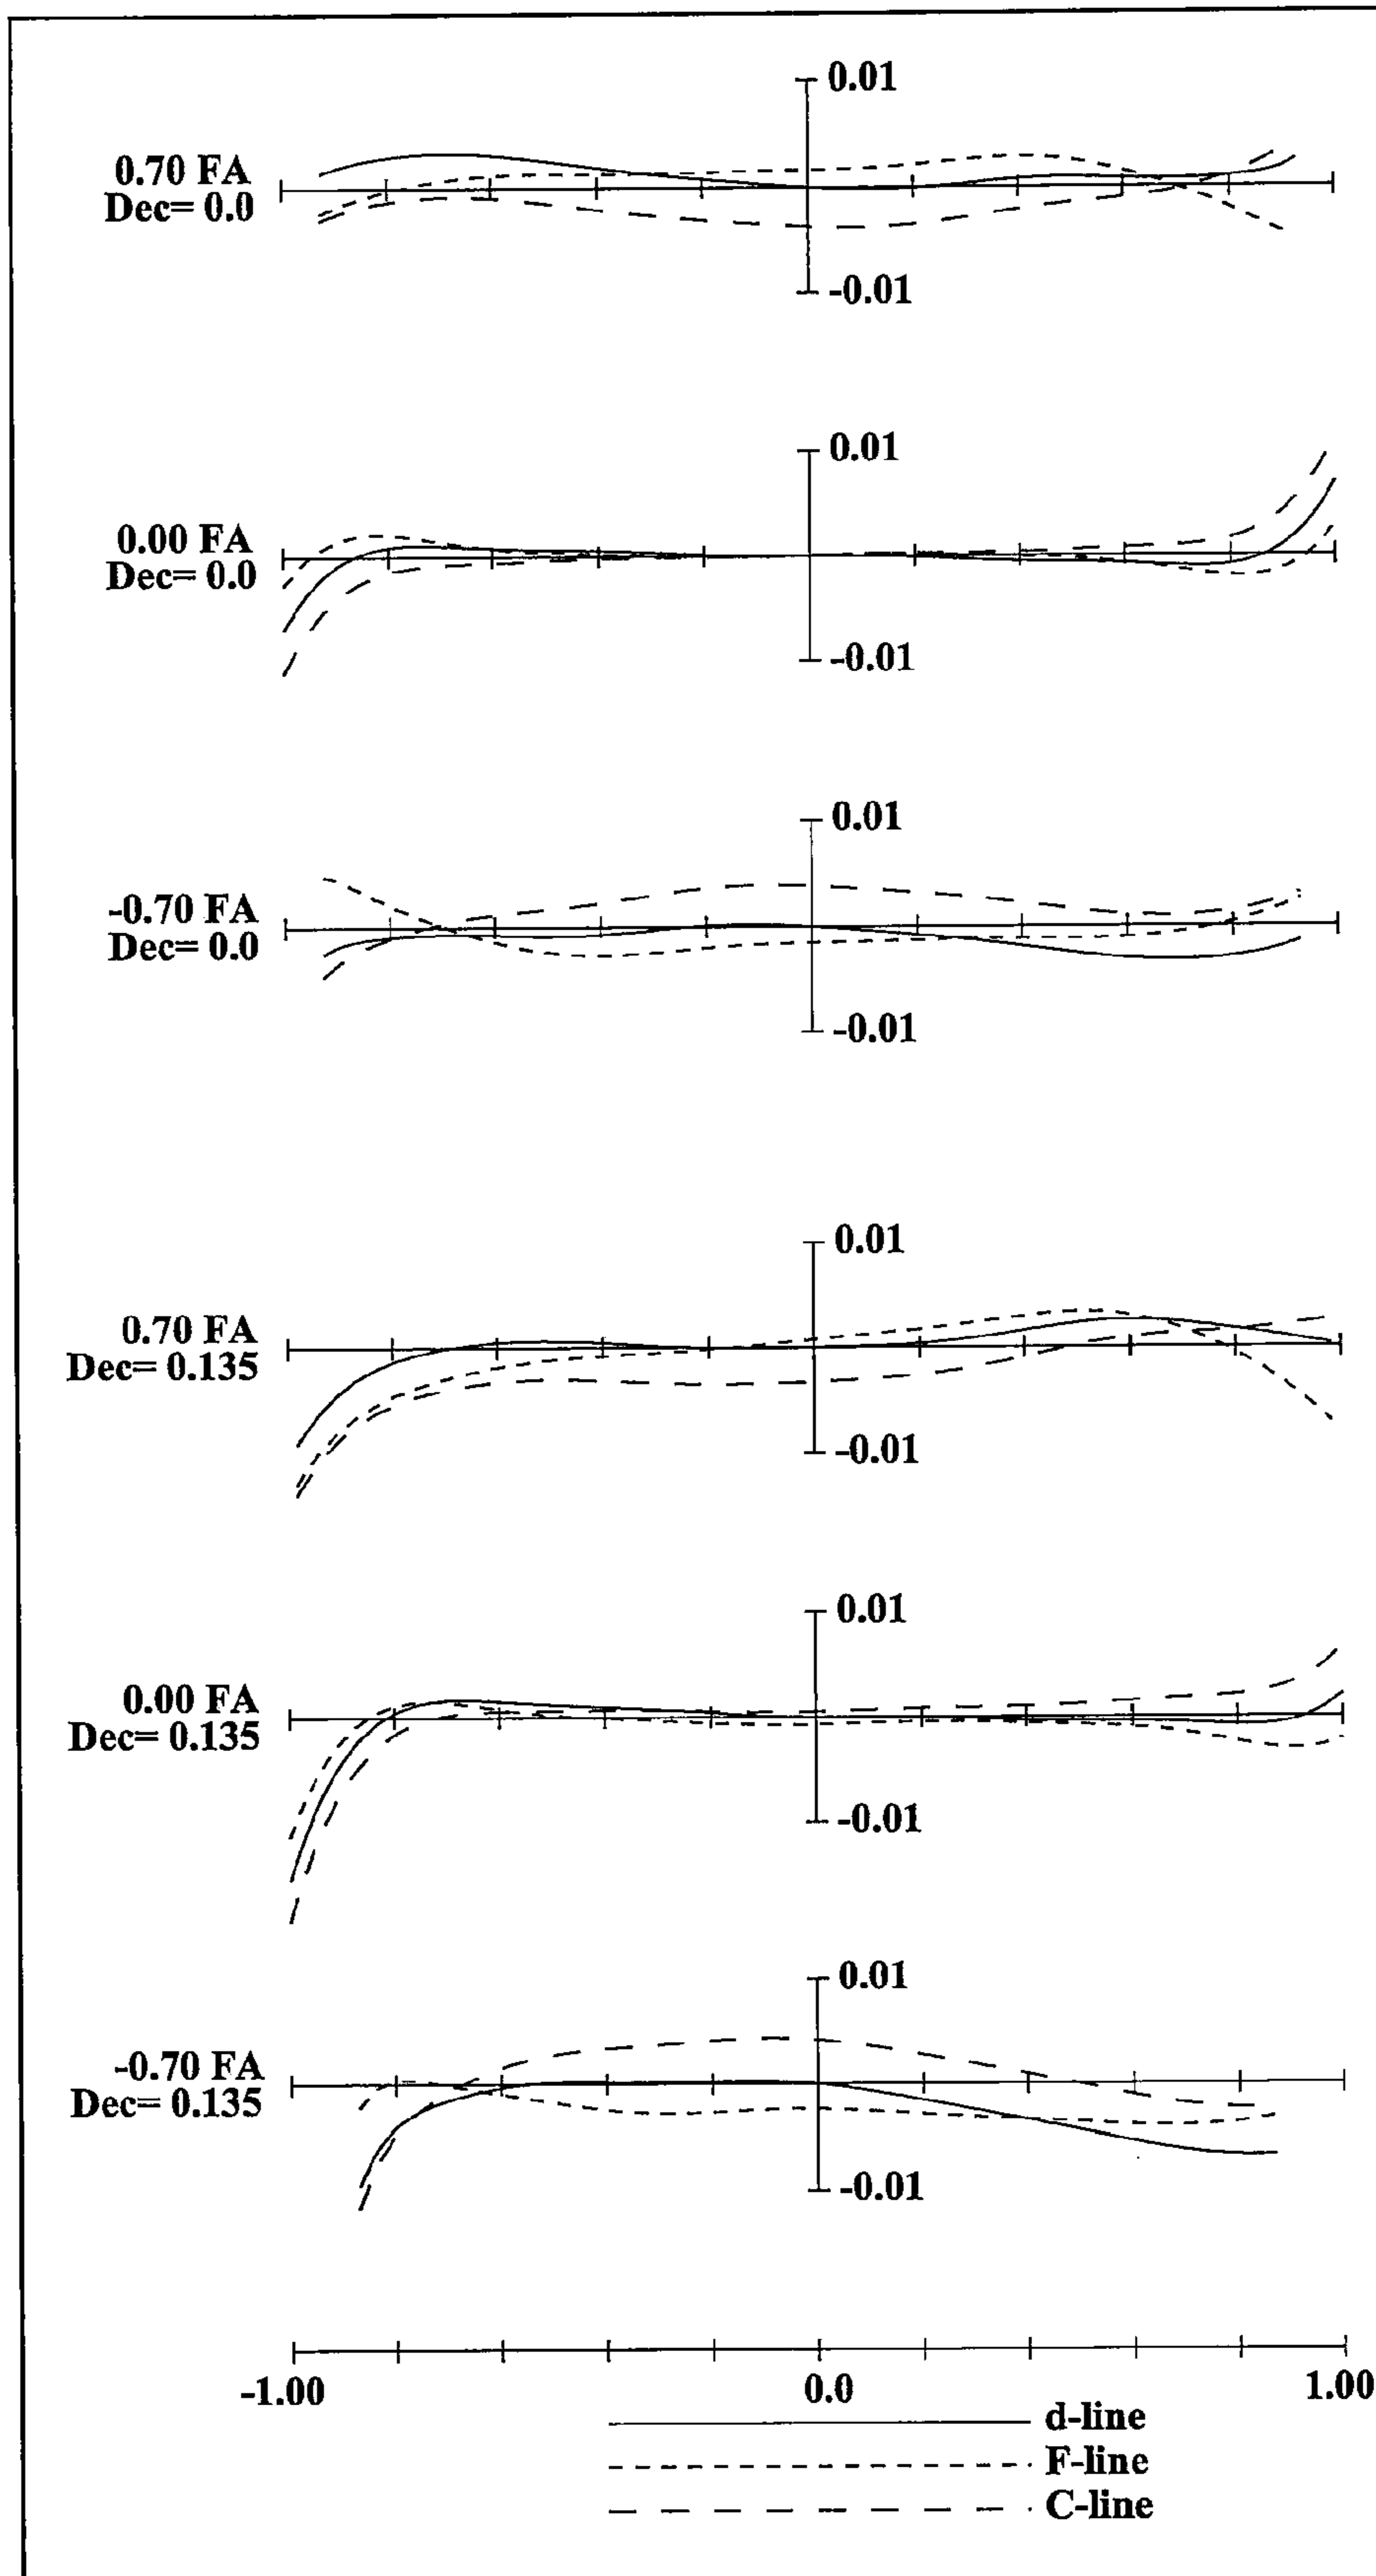 0.01
0.70 FA
Dec= 0.0
-0.01
0.01
0.00 FA
Dec= 0.0
-0.01
0.01
-0.70 FA
Dec= 0.0
-0.01
0.01
0.70 FA
Dec= 0.135
-0.01
0.01
0.00 FA
Dec= 0.135
-0.01
0.01
-0.70 FA
Dec= 0.135
-0.01
-1.00 0.0 1.00
d-line
F-line
C-line